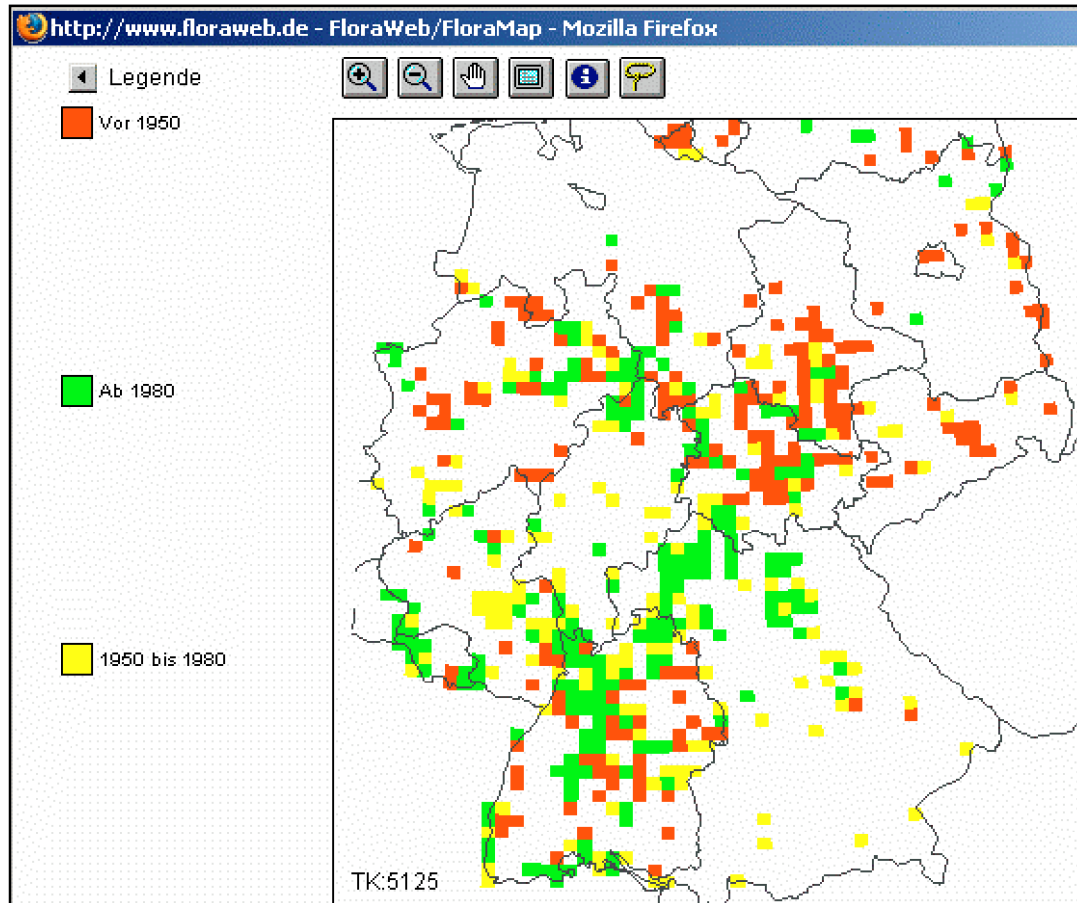 http://www.floraweb.de - FloraWeb/FloraMap - Mozilla Firefox
Legende
Vor 1950
Ab 1980
1950 bis 1980
TK:5125